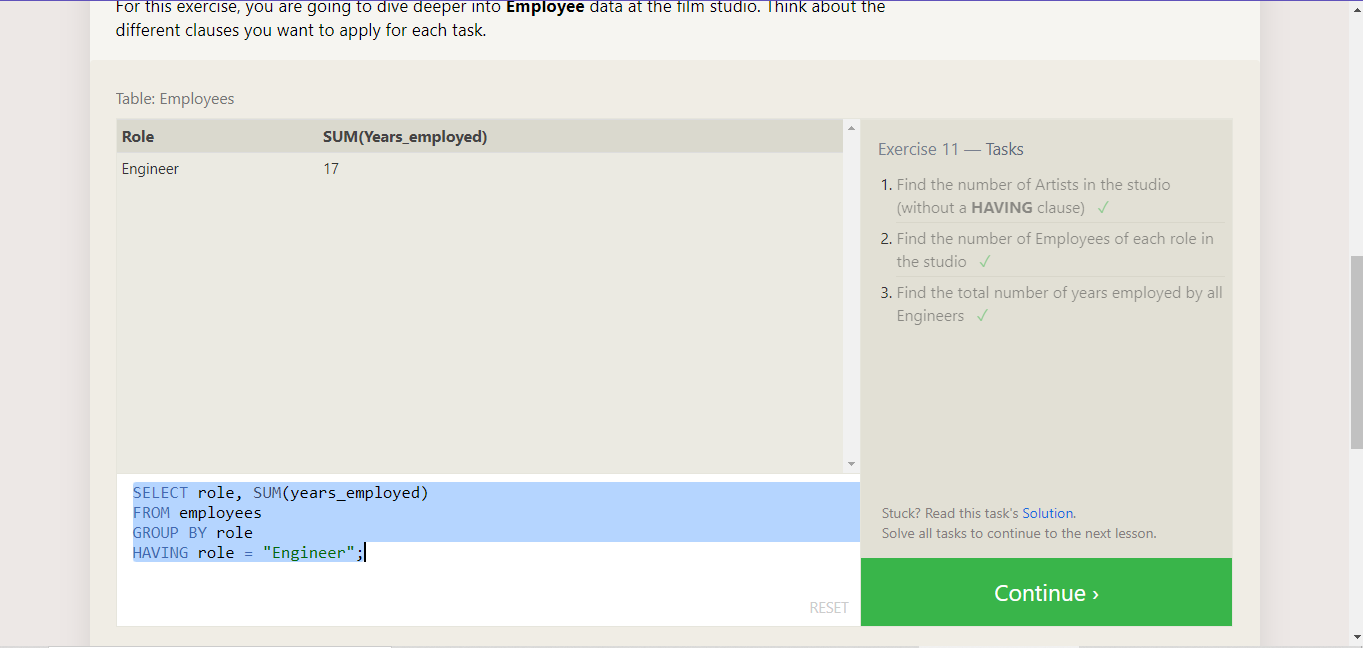 For this exercise, you are going to dive deeper into Employee data at the film studio. Think about the
different clauses you want to apply for each task.
Table: Employees
Role SUM(Years_employed)
Engineer 17
Exercise 11 — Tasks
1. Find the number of Artists in the studio
(without a HAVING clause) ✓
2. Find the number of Employees of each role in
the studio ✓
3. Find the total number of years employed by all
Engineers ✓
SELECT role, SUM(years_employed)
FROM employees
GROUP BY role
HAVING role = "Engineer";
RESET
Stuck? Read this task's Solution.
Solve all tasks to continue to the next lesson.
Continue ›